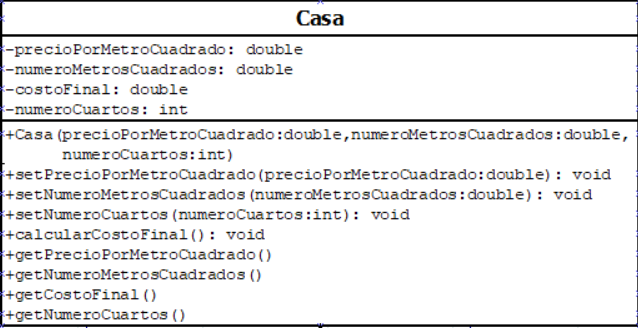 Casa
-precioPorMetroCuadrado: double
-numeroMetrosCuadrados: double
-costoFinal: double
-numeroCuartos: int
+Casa(precioPorMetroCuadrado:double,numeroMetrosCuadrados:double,
numeroCuartos:int)
+setPrecioPorMetroCuadrado(precioPorMetroCuadrado:double): void
+setNumeroMetrosCuadrados(numeroMetrosCuadrados:double): void
+setNumeroCuartos(numeroCuartos:int): void
+calcularCostoFinal(): void
+getPrecioPorMetroCuadrado()
+getNumeroMetrosCuadrados()
+getCostoFinal()
+getNumeroCuartos()